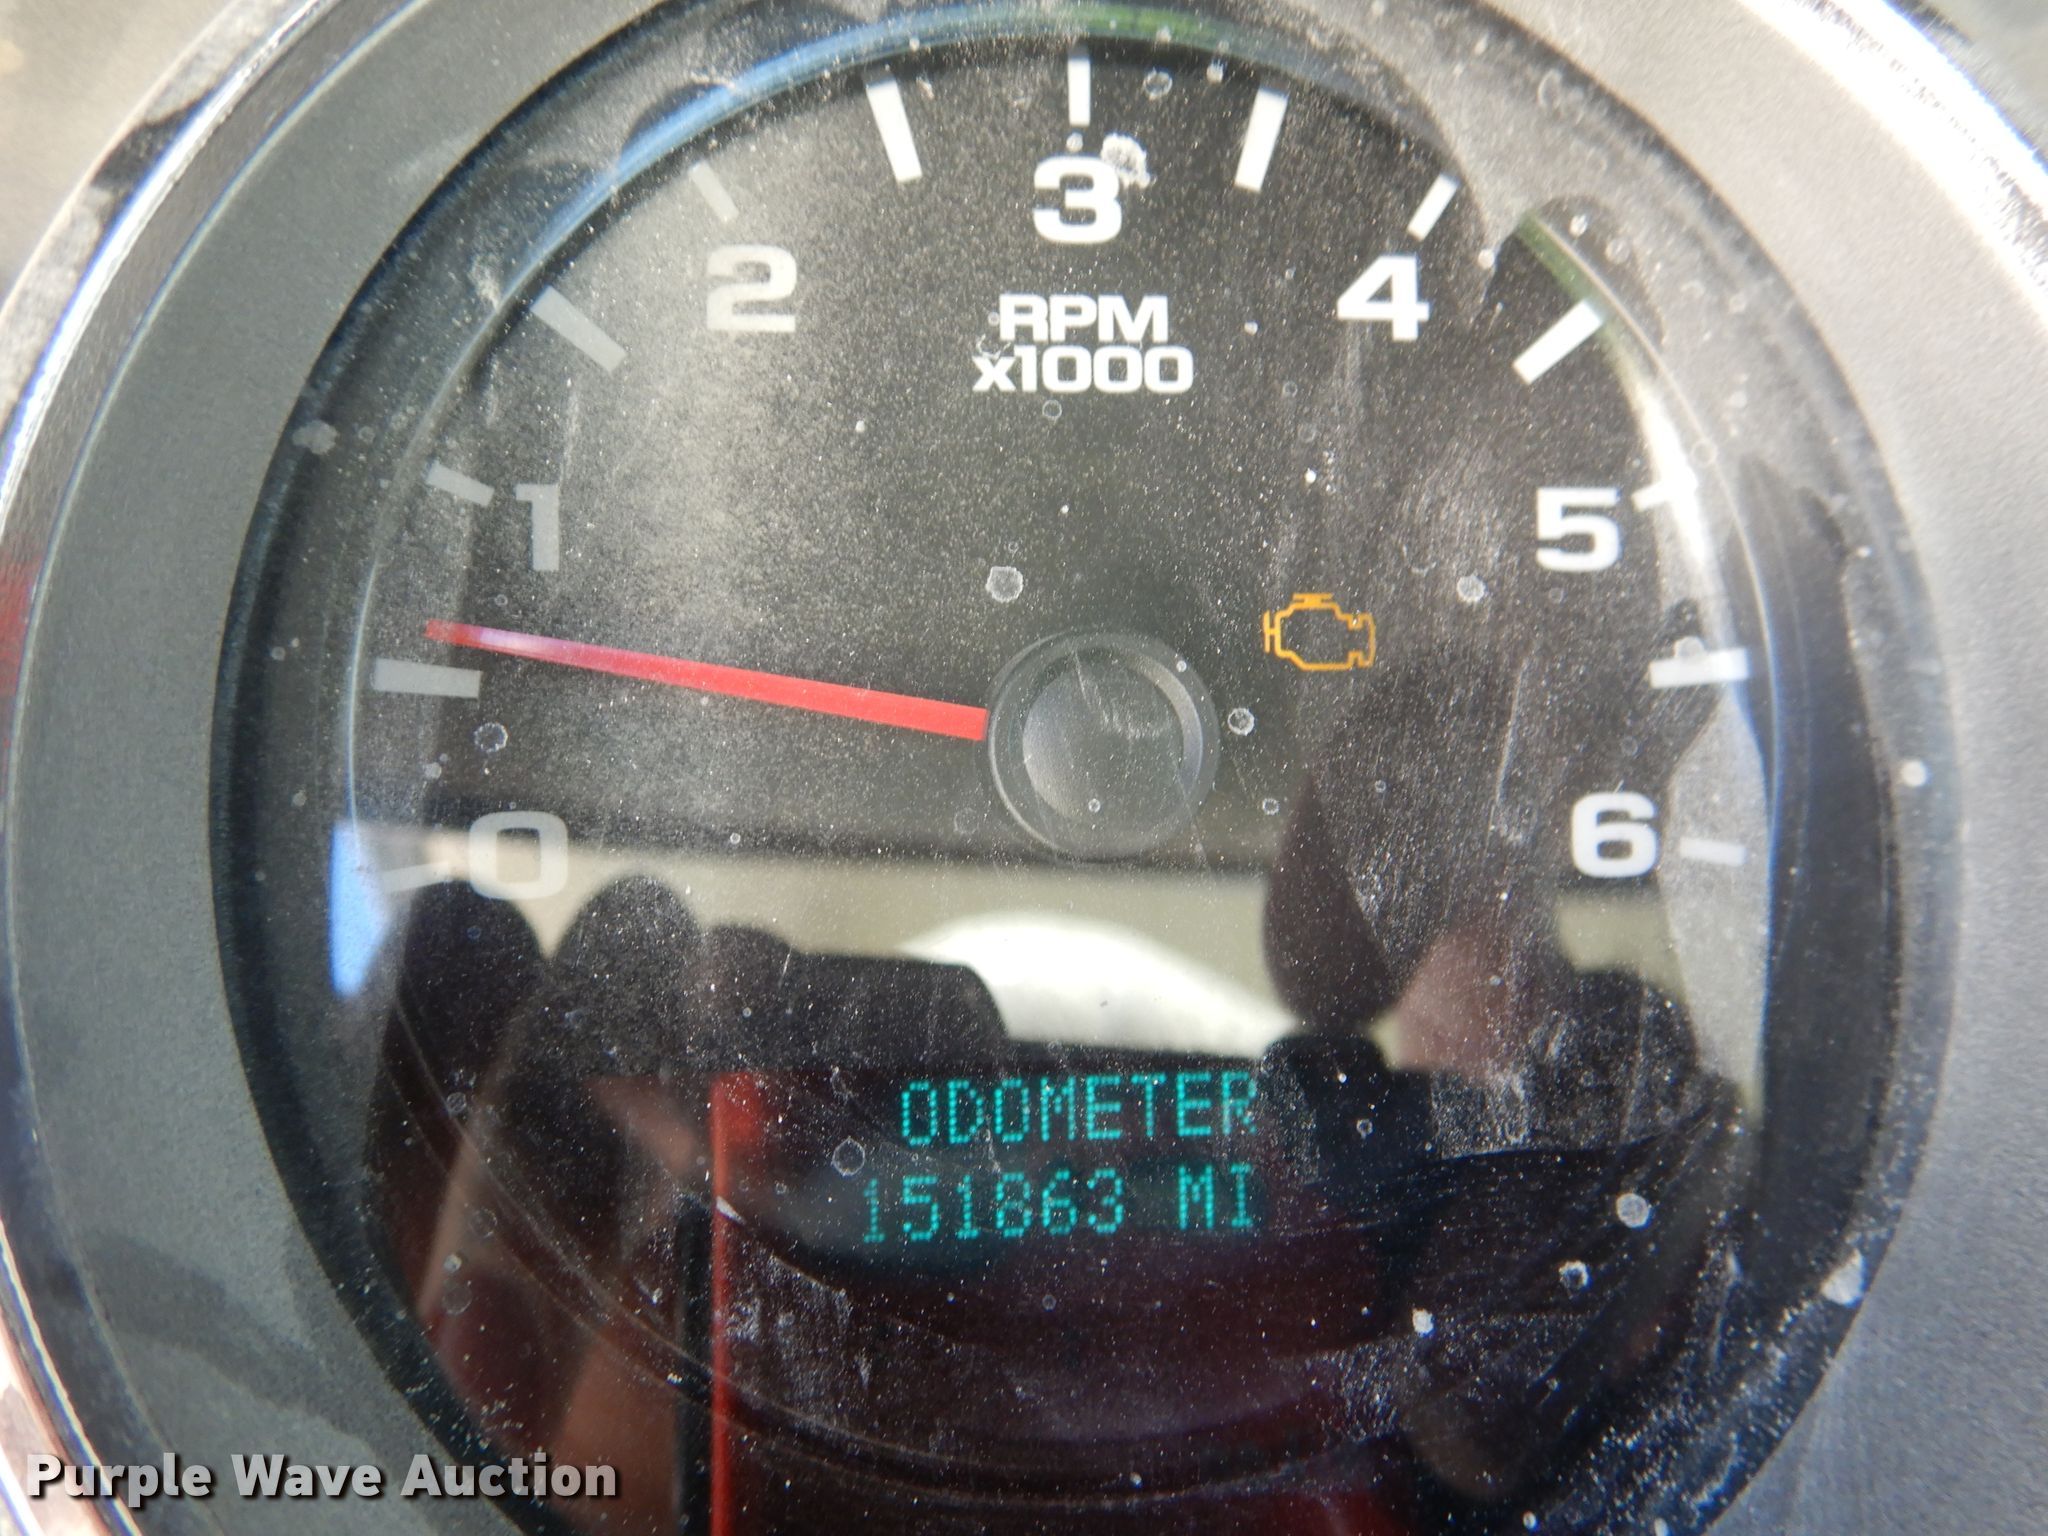 3
2
4
RPM
x1000
1
5
0
6
ODOMETER
151863 MI
Purple Wave Auction